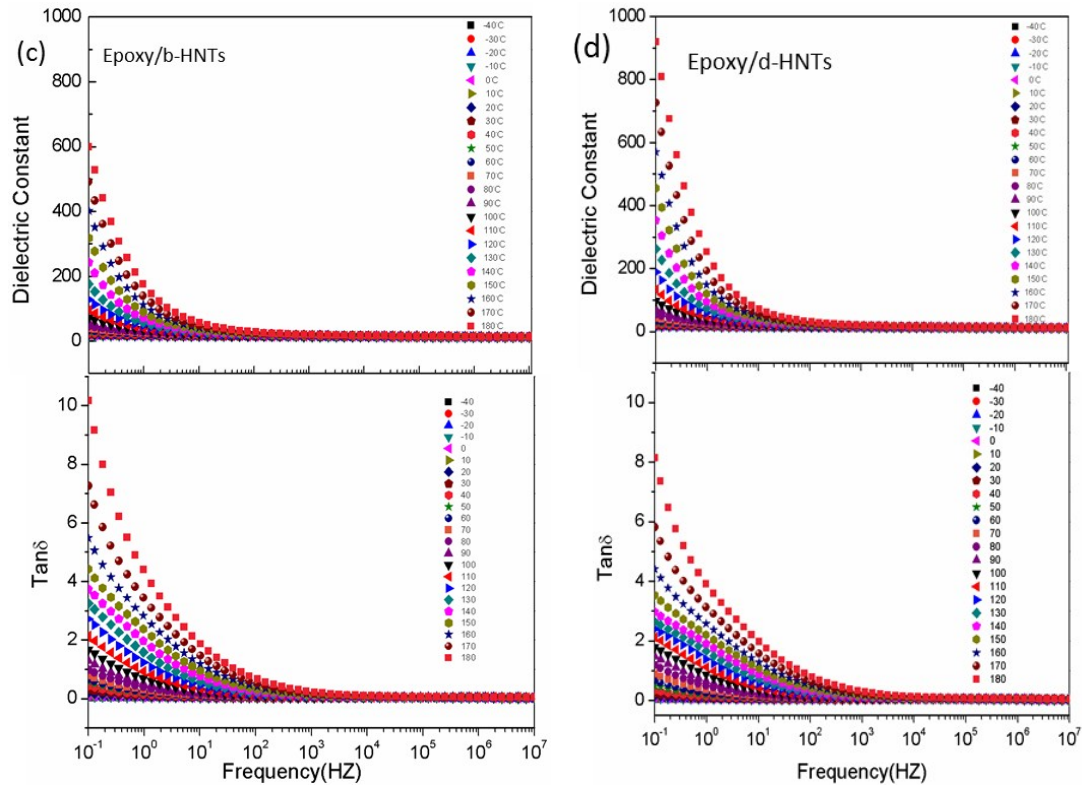 (c)
Epoxy/b-HNTs
Dielectric Constant
1000
800
600
400
200
0
-40°C
-30°C
-20°C
-10°C
0°C
10°C
20°C
30°C
40°C
50°C
60°C
70°C
80°C
90°C
100°C
110°C
120°C
130°C
140°C
150°C
160°C
170°C
180°C
(d)
Epoxy/d-HNTs
Dielectric Constant
1000
800
600
400
200
0
-40°C
-30°C
-20°C
-10°C
0°C
10°C
20°C
30°C
40°C
50°C
60°C
70°C
80°C
90°C
100°C
110°C
120°C
130°C
140°C
150°C
160°C
170°C
180°C
Tanδ
10
8
6
4
2
0
-40
-30
-20
-10
0
10
20
30
40
50
60
70
80
90
100
110
120
130
140
150
160
170
180
10⁻¹ 10⁰ 10¹ 10² 10³ 10⁴ 10⁵ 10⁶ 10⁷
Frequency(HZ)
Tanδ
10
8
6
4
2
0
-40
-30
-20
-10
0
10
20
30
40
50
60
70
80
90
100
110
120
130
140
150
160
170
180
10⁻¹ 10⁰ 10¹ 10² 10³ 10⁴ 10⁵ 10⁶ 10⁷
Frequency(HZ)